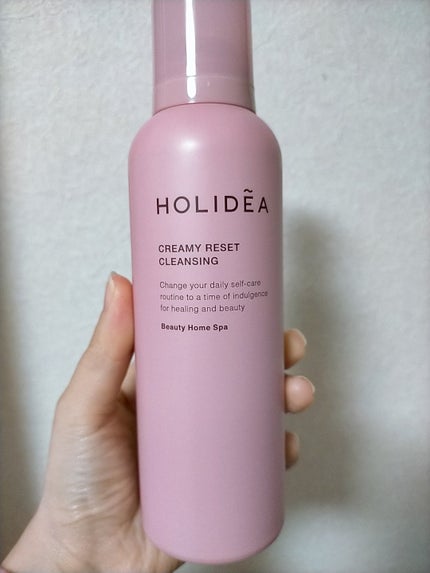 HOLIDẼA
CREAMY RESET
CLEANSING
Change your daily self-care
routine to a time of indulgence
for healing and beauty
Beauty Home Spa